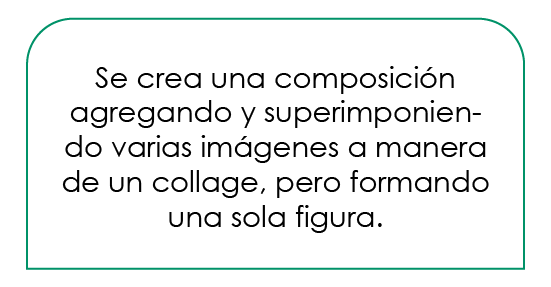 Se crea una composición
agregando y superimponien-
do varias imágenes a manera
de un collage, pero formando
una sola figura.